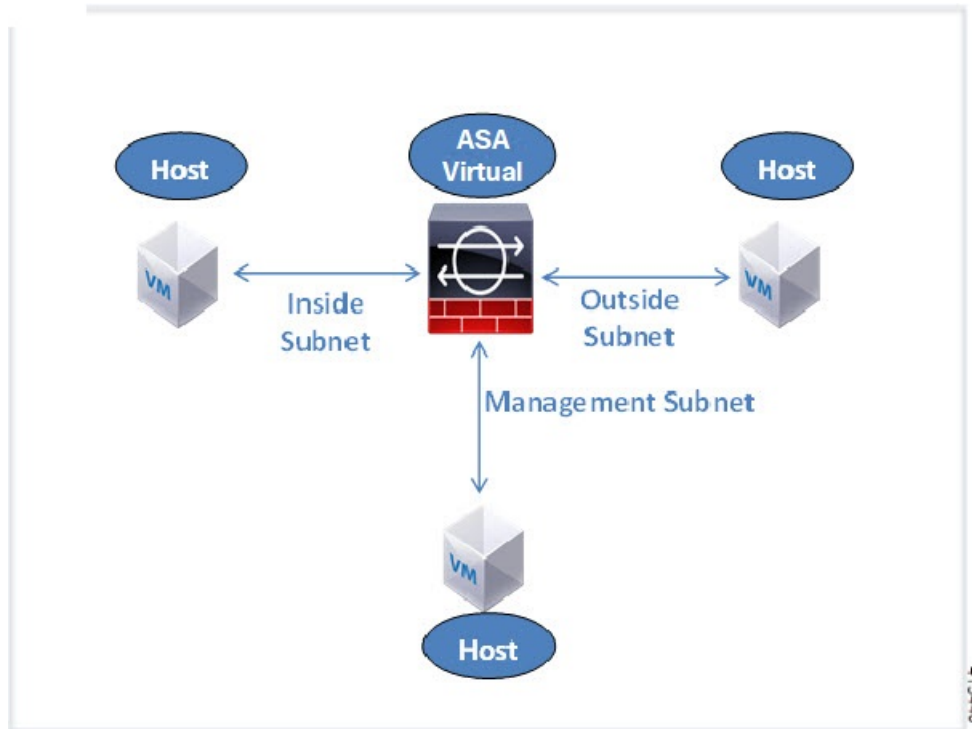 ASA
Virtual
Host
Host
VM
VM
Inside
Subnet
Outside
Subnet
Management Subnet
VM
Host